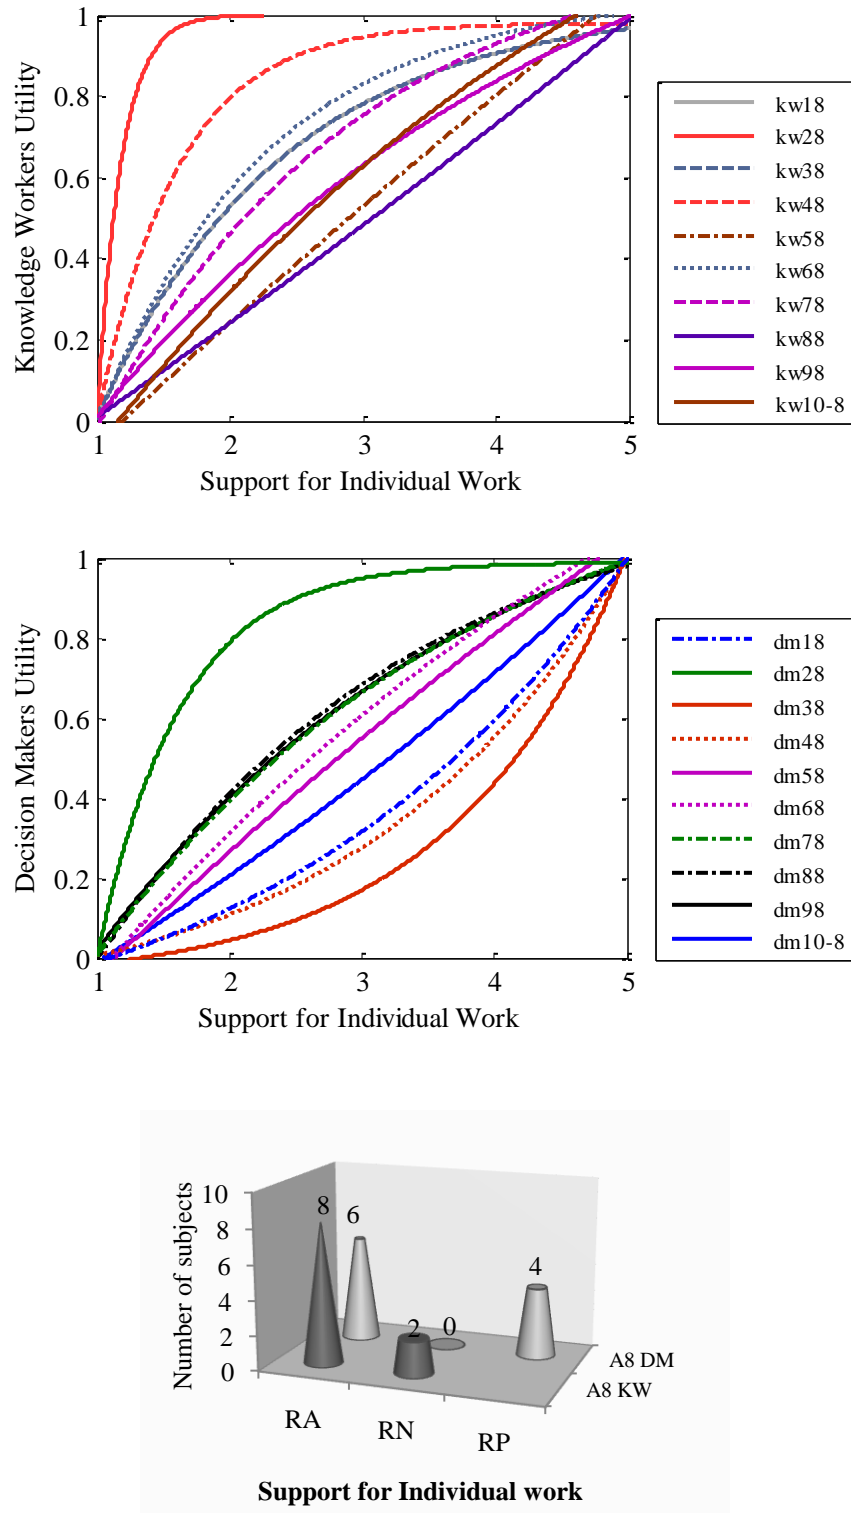 Knowledge Workers Utility
1
0.8
0.6
0.4
0.2
0
1 2 3 4 5
Support for Individual Work
kw18
kw28
kw38
kw48
kw58
kw68
kw78
kw88
kw98
kw10-8
Decision Makers Utility
1
0.8
0.6
0.4
0.2
0
1 2 3 4 5
Support for Individual Work
dm18
dm28
dm38
dm48
dm58
dm68
dm78
dm88
dm98
dm10-8
Number of subjects
10
8
6
4
2
0
8 6
2 0
4
RA RN RP
A8 DM
A8 KW
Support for Individual work